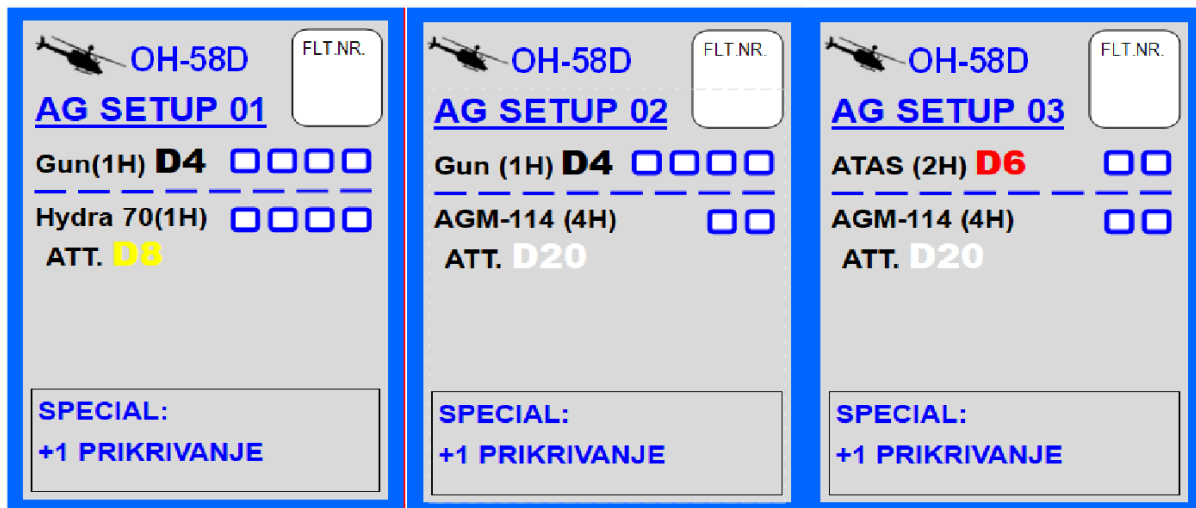 OH-58D
FLT.NR.
AG SETUP 01
Gun(1H) D4
Hydra 70(1H)
ATT. D8
SPECIAL:
+1 PRIKRIVANJE
OH-58D
FLT.NR.
AG SETUP 02
Gun (1H) D4
AGM-114 (4H)
ATT. D20
SPECIAL:
+1 PRIKRIVANJE
OH-58D
FLT.NR.
AG SETUP 03
ATAS (2H) D6
AGM-114 (4H)
ATT. D20
SPECIAL:
+1 PRIKRIVANJE